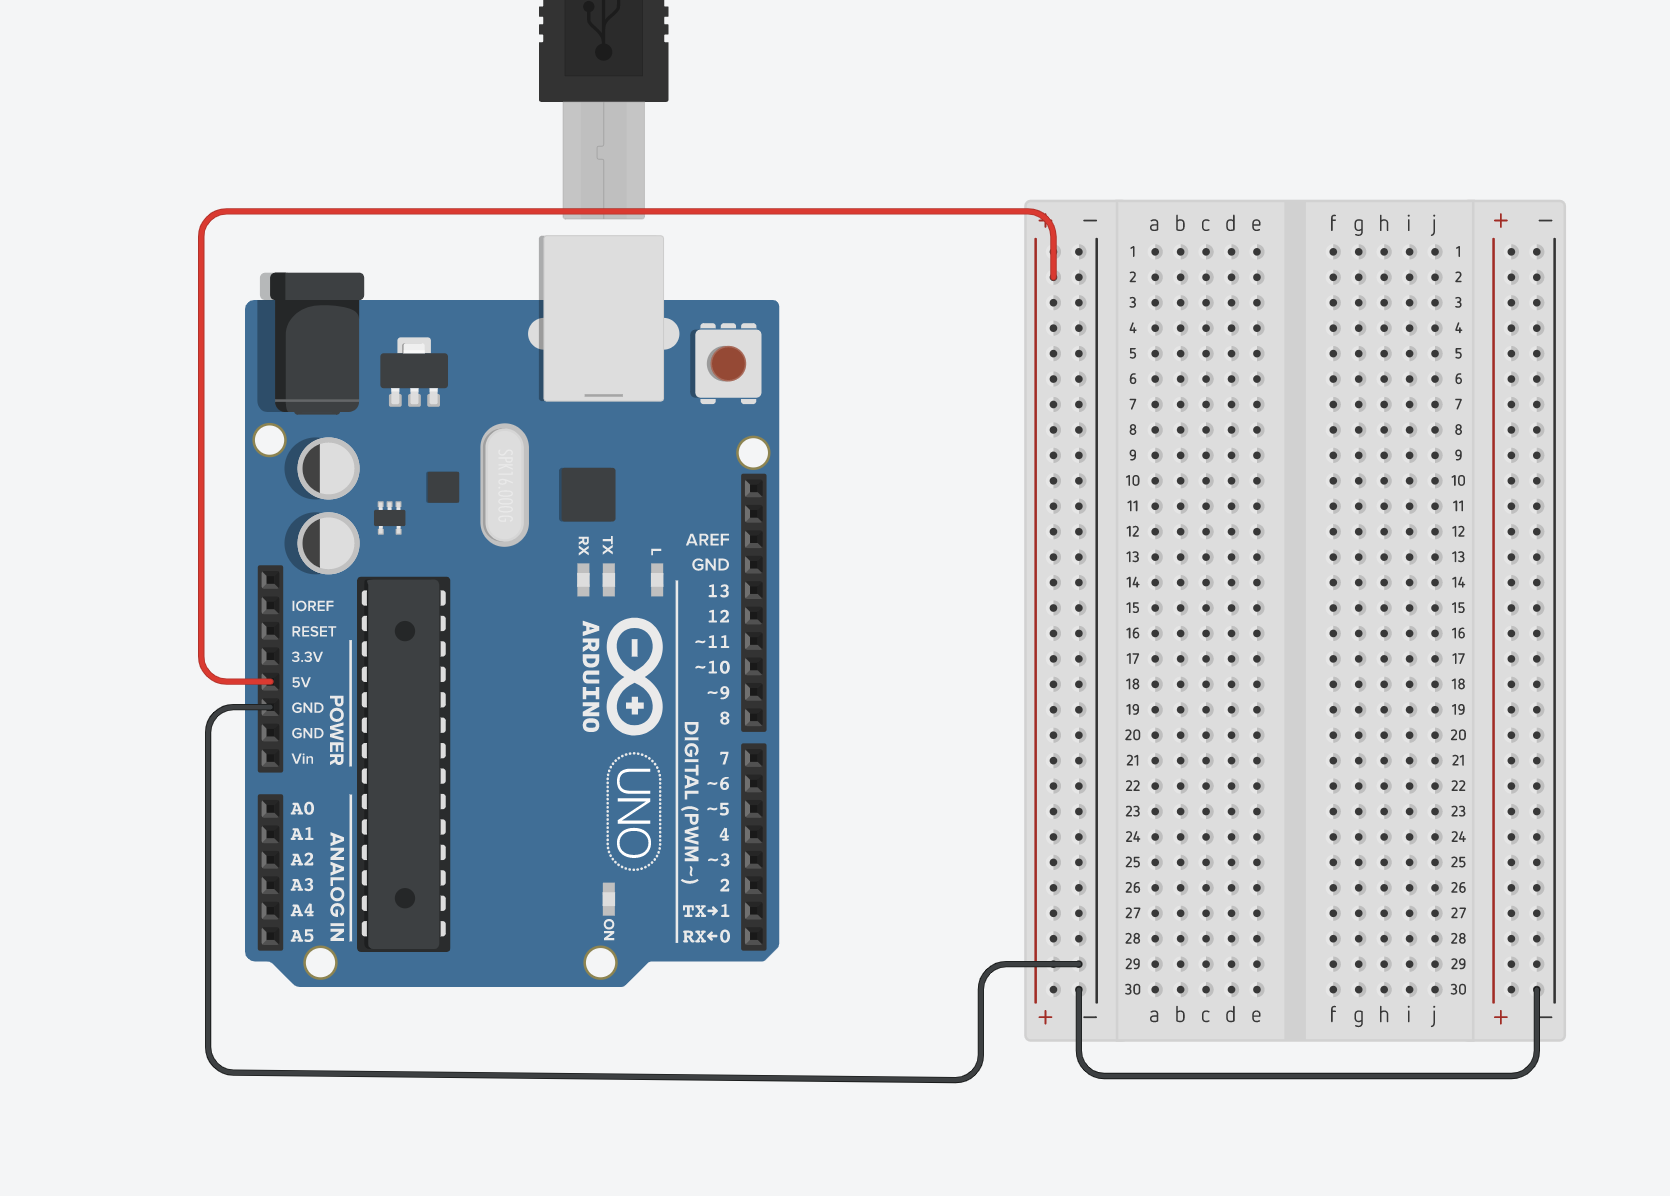 SPK16.000G
RX
TX
L
AREF
GND
13
12
~11
~10
~9
8
7
~6
~5
4
~3
2
TX→1
RX←0
DIGITAL (PWM ~)
IOREF
RESET
3.3V
5V
GND
GND
Vin
POWER
A0
A1
A2
A3
A4
A5
ANALOG IN
ARDUINO
UNO
ON
+ − a b c d e f g h i j + −
1 1
2 2
3 3
4 4
5 5
6 6
7 7
8 8
9 9
10 10
11 11
12 12
13 13
14 14
15 15
16 16
17 17
18 18
19 19
20 20
21 21
22 22
23 23
24 24
25 25
26 26
27 27
28 28
29 29
30 30
+ − a b c d e f g h i j + −